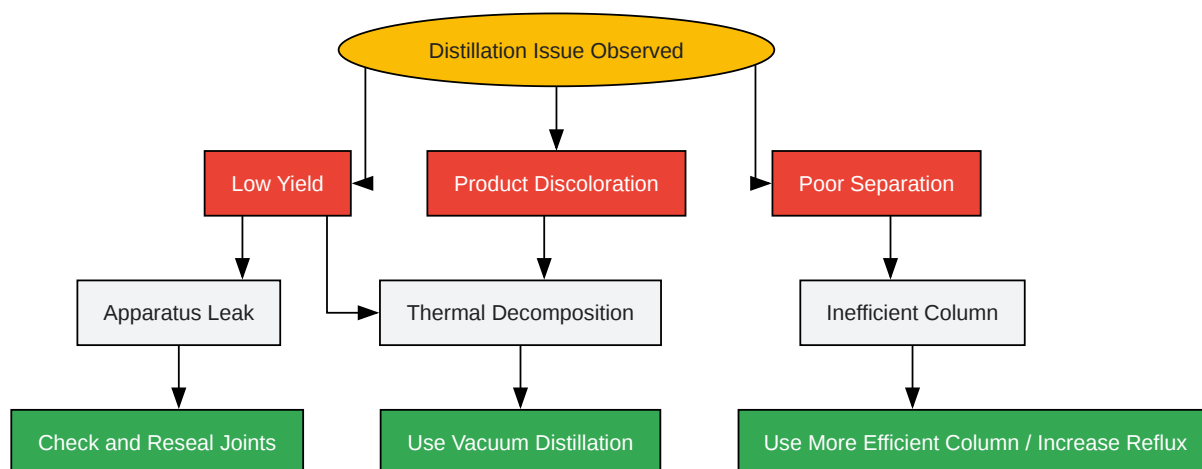 Distillation Issue Observed
Low Yield
Product Discoloration
Poor Separation
Apparatus Leak
Thermal Decomposition
Inefficient Column
Check and Reseal Joints
Use Vacuum Distillation
Use More Efficient Column / Increase Reflux